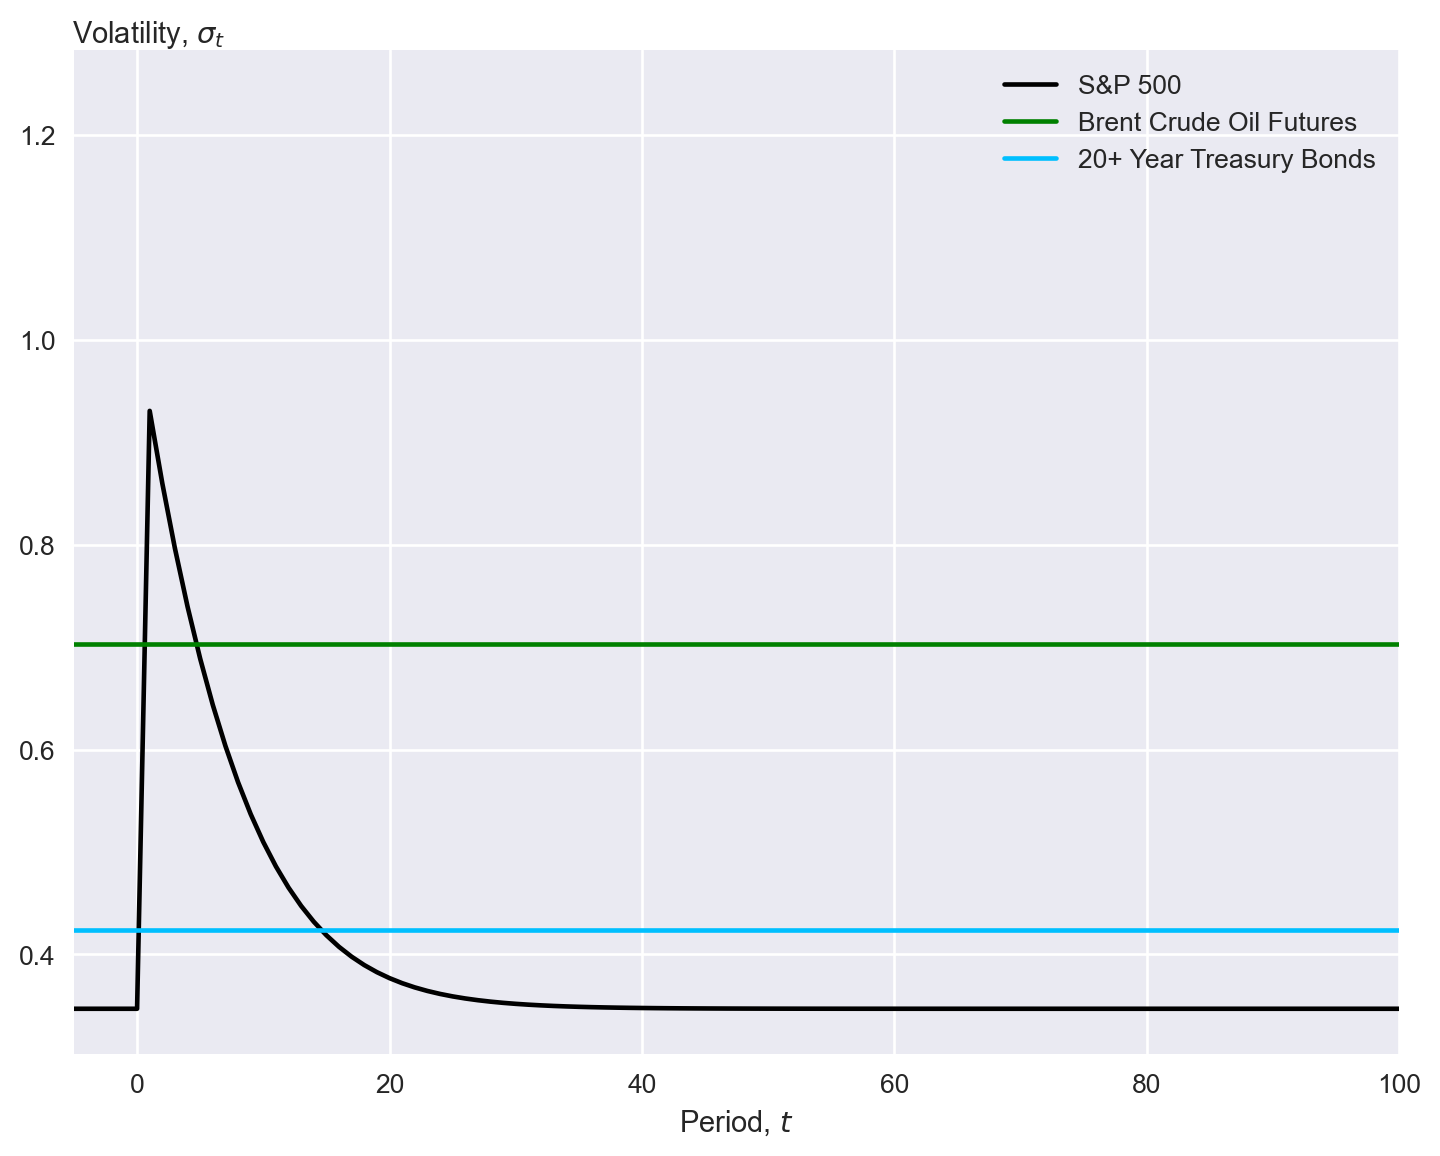 Volatility, σt
S&P 500
Brent Crude Oil Futures
20+ Year Treasury Bonds
1.2
1.0
0.8
0.6
0.4
0 20 40 60 80 100
Period, t